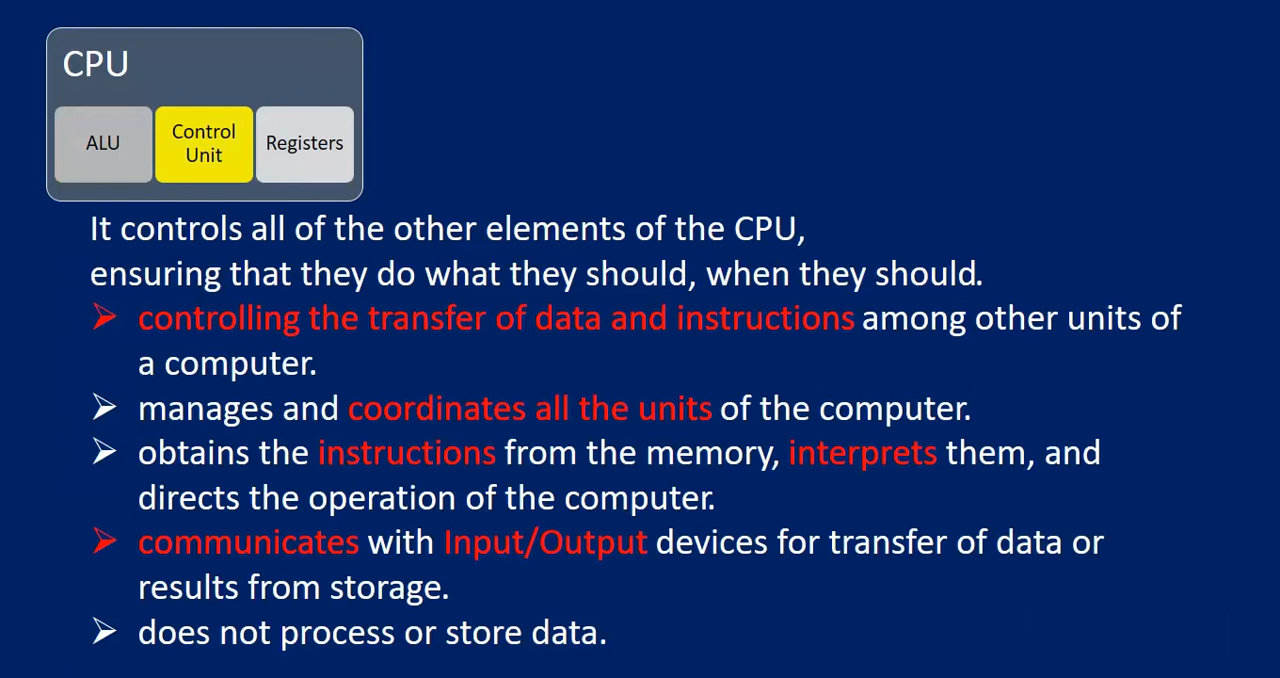 CPU
ALU
Control
Unit
Registers
It controls all of the other elements of the CPU,
ensuring that they do what they should, when they should.
➢ controlling the transfer of data and instructions among other units of
a computer.
➢ manages and coordinates all the units of the computer.
➢ obtains the instructions from the memory, interprets them, and
directs the operation of the computer.
➢ communicates with Input/Output devices for transfer of data or
results from storage.
➢ does not process or store data.